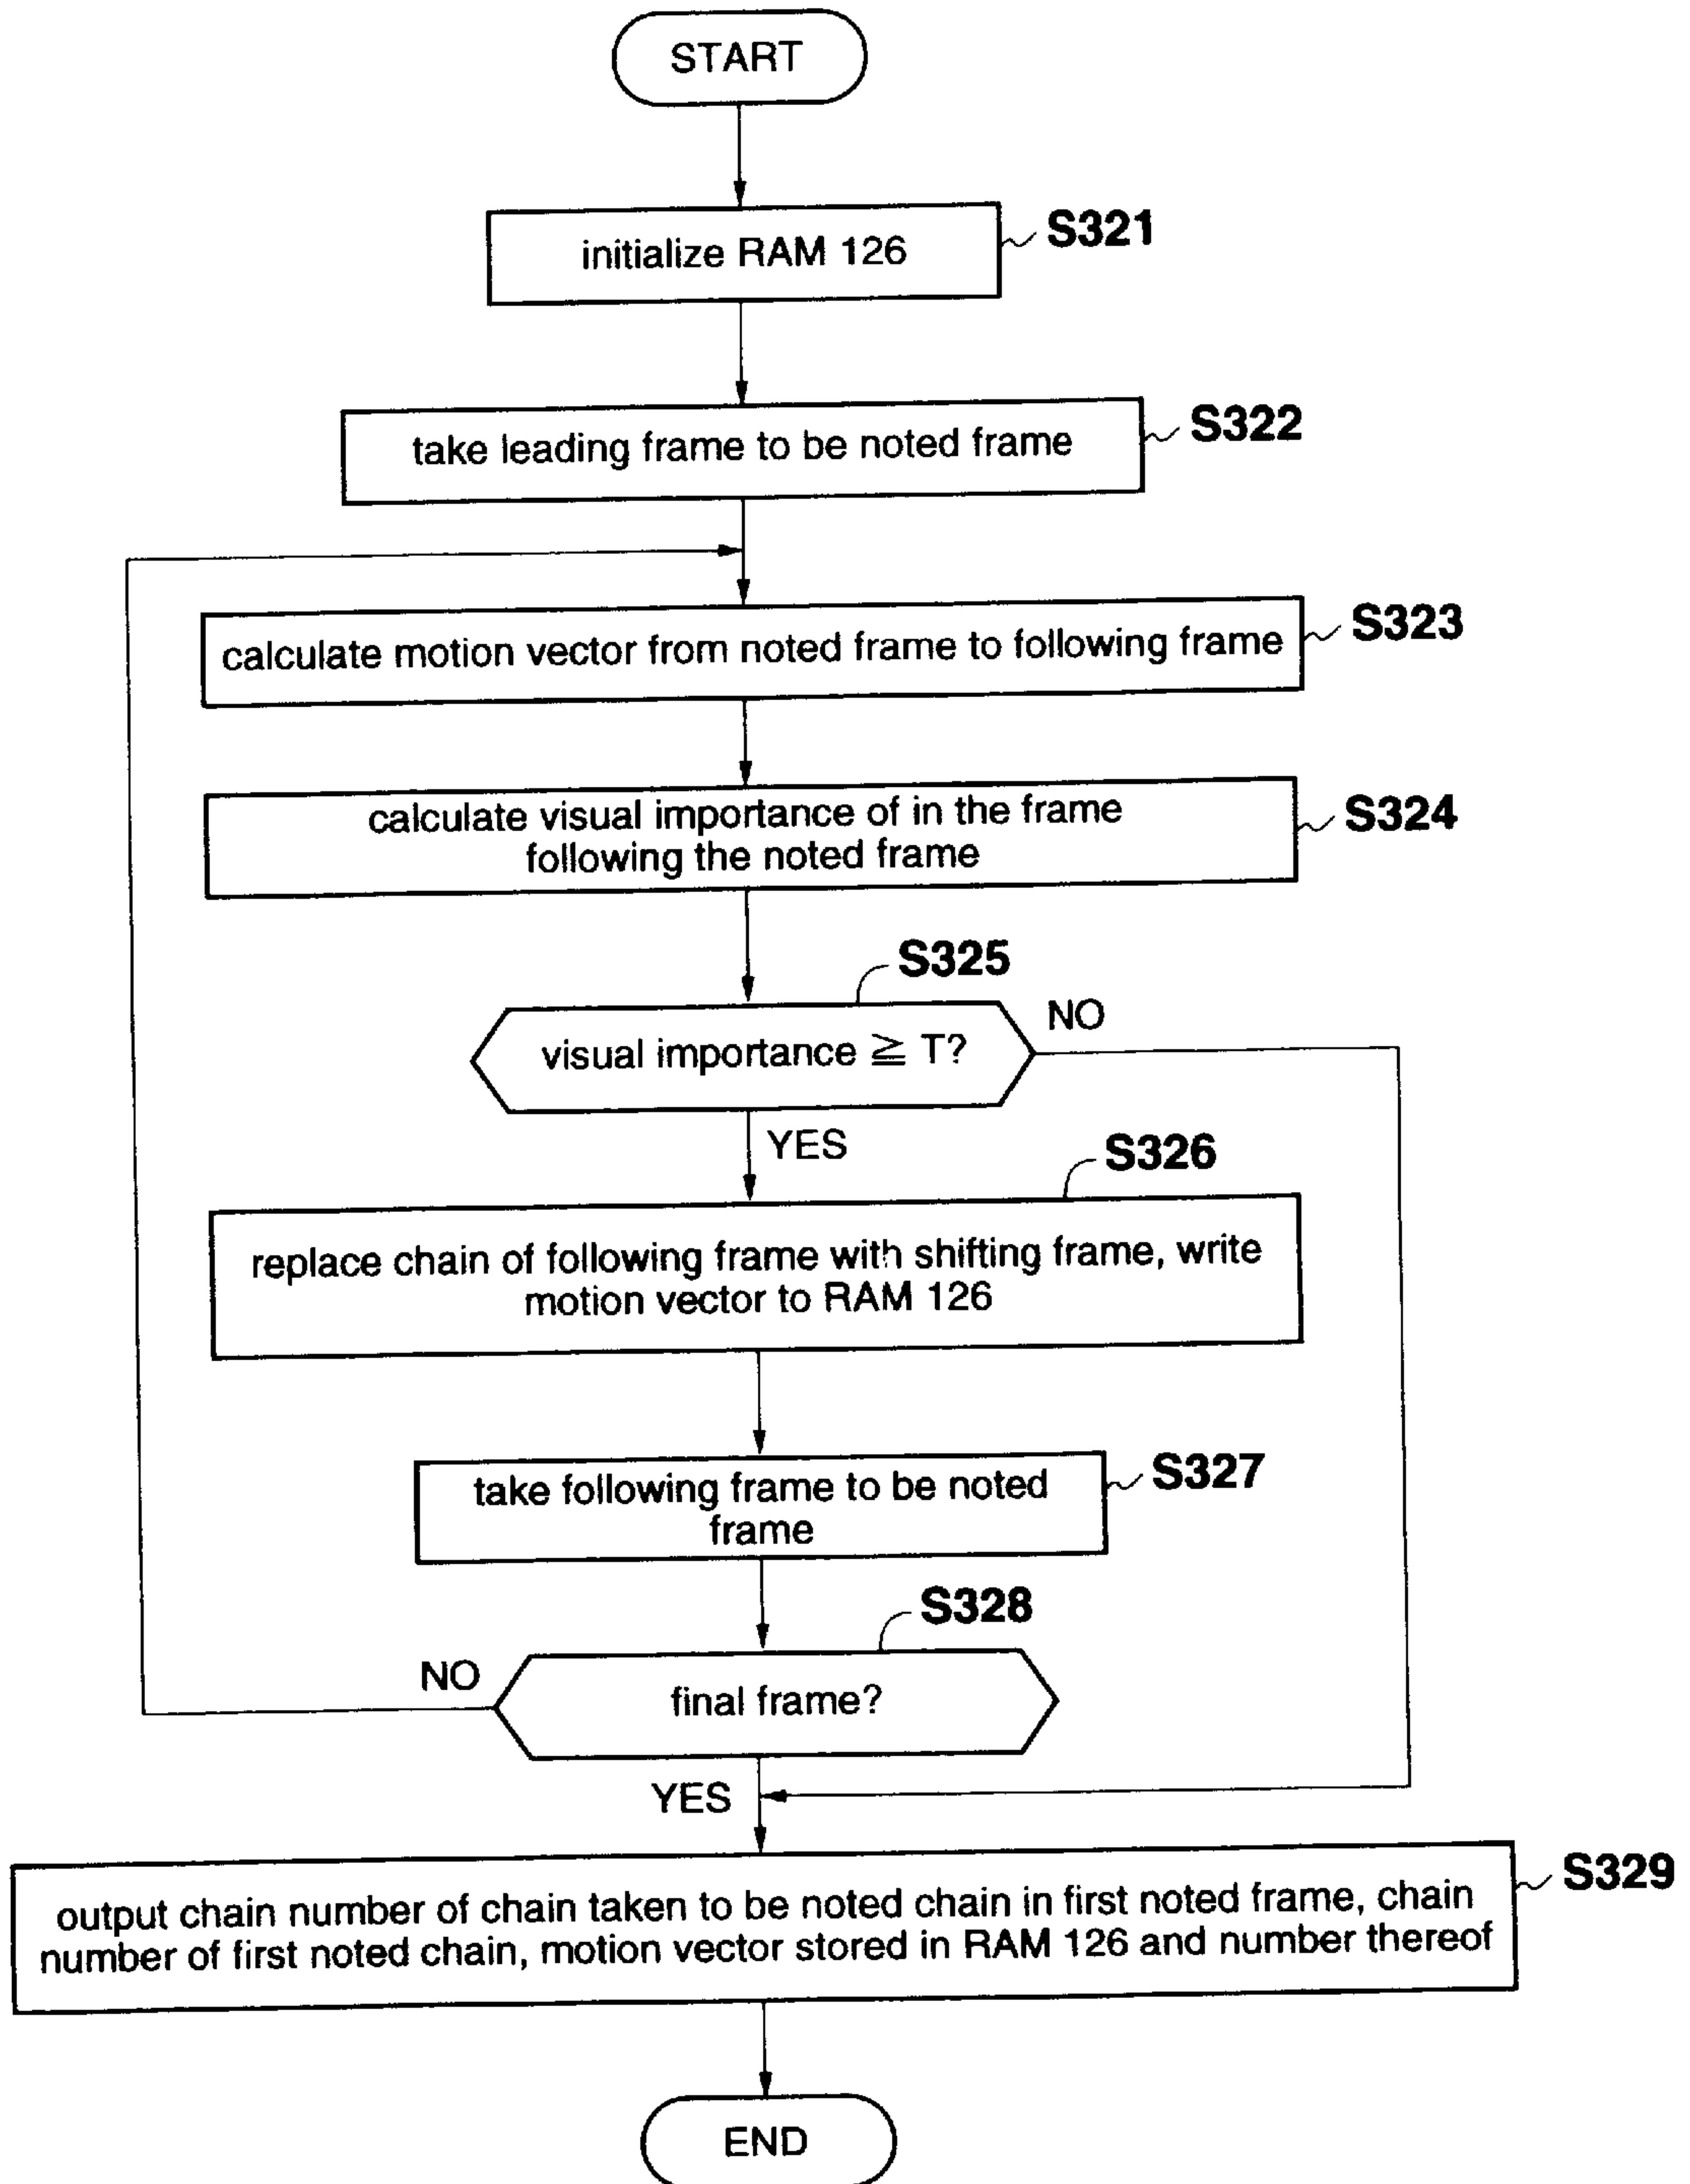 START
initialize RAM 126
S321
take leading frame to be noted frame
S322
calculate motion vector from noted frame to following frame
S323
calculate visual importance of in the frame
following the noted frame
S324
S325
visual importance ≧ T?
NO
YES
S326
replace chain of following frame with shifting frame, write
motion vector to RAM 126
take following frame to be noted
frame
S327
S328
NO
final frame?
YES
output chain number of chain taken to be noted chain in first noted frame, chain
number of first noted chain, motion vector stored in RAM 126 and number thereof
S329
END